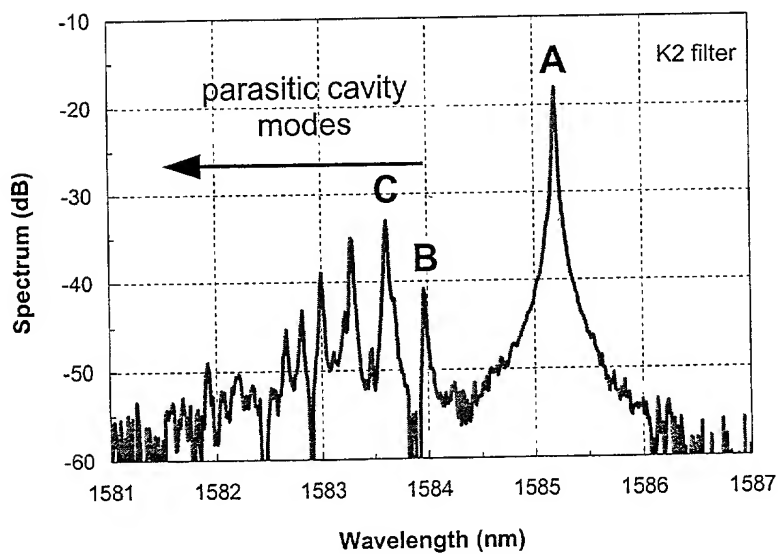 -10
-20
-30
-40
-50
-60
Spectrum (dB)
K2 filter
A
parasitic cavity
modes
C
B
1581
1582
1583
1584
1585
1586
1587
Wavelength (nm)